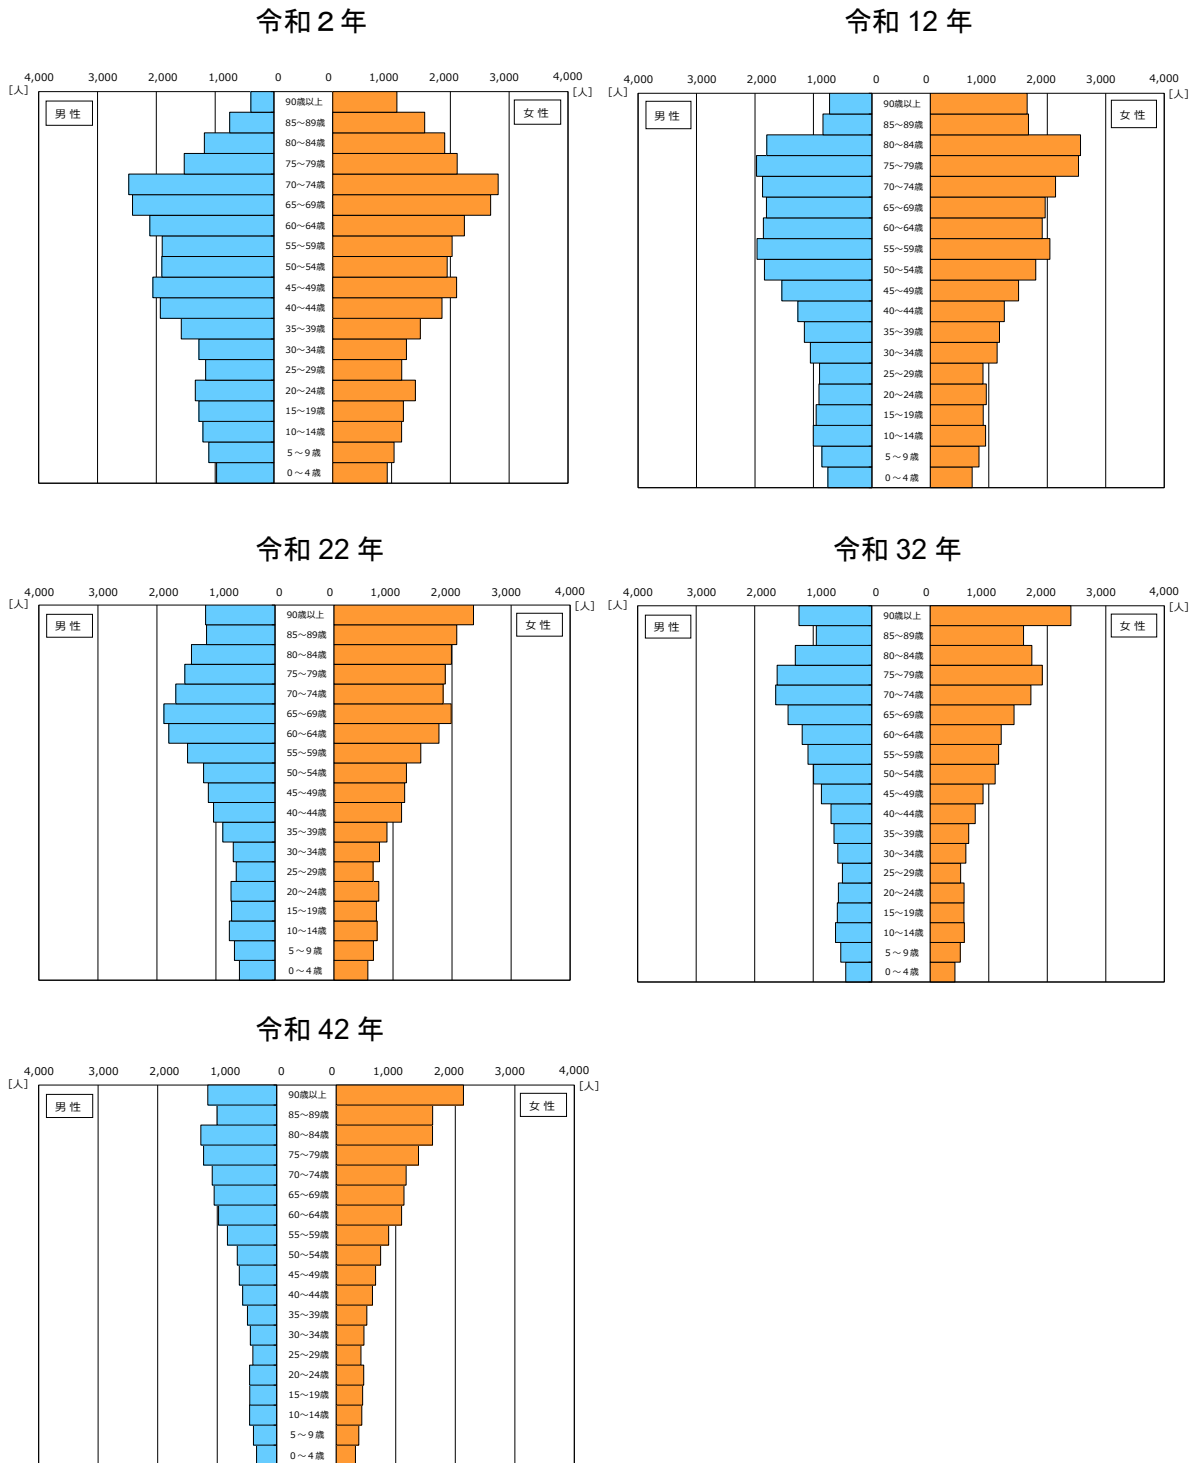 令和２年
4,000 3,000 2,000 1,000 0 0 1,000 2,000 3,000 4,000
[人] [人]
男 性 女 性
90歳以上
85～89歳
80～84歳
75～79歳
70～74歳
65～69歳
60～64歳
55～59歳
50～54歳
45～49歳
40～44歳
35～39歳
30～34歳
25～29歳
20～24歳
15～19歳
10～14歳
5～9歳
0～4歳
令和 12 年
4,000 3,000 2,000 1,000 0 0 1,000 2,000 3,000 4,000
[人] [人]
男 性 女 性
90歳以上
85～89歳
80～84歳
75～79歳
70～74歳
65～69歳
60～64歳
55～59歳
50～54歳
45～49歳
40～44歳
35～39歳
30～34歳
25～29歳
20～24歳
15～19歳
10～14歳
5～9歳
0～4歳
令和 22 年
4,000 3,000 2,000 1,000 0 0 1,000 2,000 3,000 4,000
[人] [人]
男 性 女 性
90歳以上
85～89歳
80～84歳
75～79歳
70～74歳
65～69歳
60～64歳
55～59歳
50～54歳
45～49歳
40～44歳
35～39歳
30～34歳
25～29歳
20～24歳
15～19歳
10～14歳
5～9歳
0～4歳
令和 32 年
4,000 3,000 2,000 1,000 0 0 1,000 2,000 3,000 4,000
[人] [人]
男 性 女 性
90歳以上
85～89歳
80～84歳
75～79歳
70～74歳
65～69歳
60～64歳
55～59歳
50～54歳
45～49歳
40～44歳
35～39歳
30～34歳
25～29歳
20～24歳
15～19歳
10～14歳
5～9歳
0～4歳
令和 42 年
4,000 3,000 2,000 1,000 0 0 1,000 2,000 3,000 4,000
[人] [人]
男 性 女 性
90歳以上
85～89歳
80～84歳
75～79歳
70～74歳
65～69歳
60～64歳
55～59歳
50～54歳
45～49歳
40～44歳
35～39歳
30～34歳
25～29歳
20～24歳
15～19歳
10～14歳
5～9歳
0～4歳